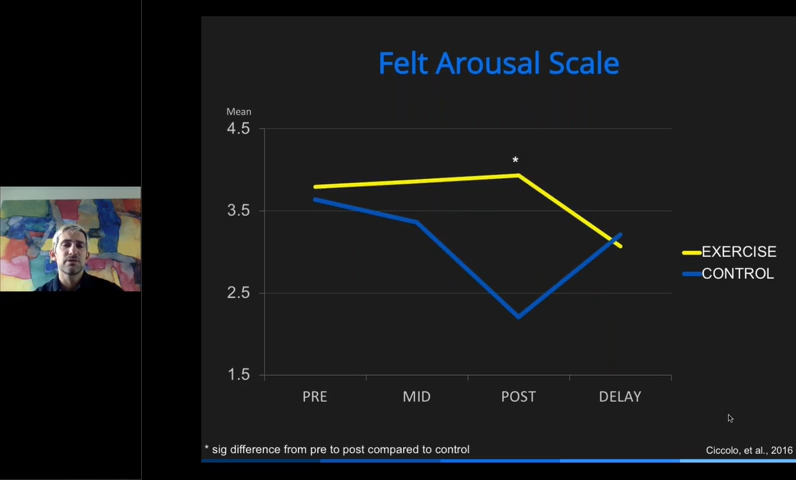 Felt Arousal Scale
Mean
4.5
3.5
2.5
1.5
*
PRE MID POST DELAY
EXERCISE
CONTROL
* sig difference from pre to post compared to control
Ciccolo, et al., 2016